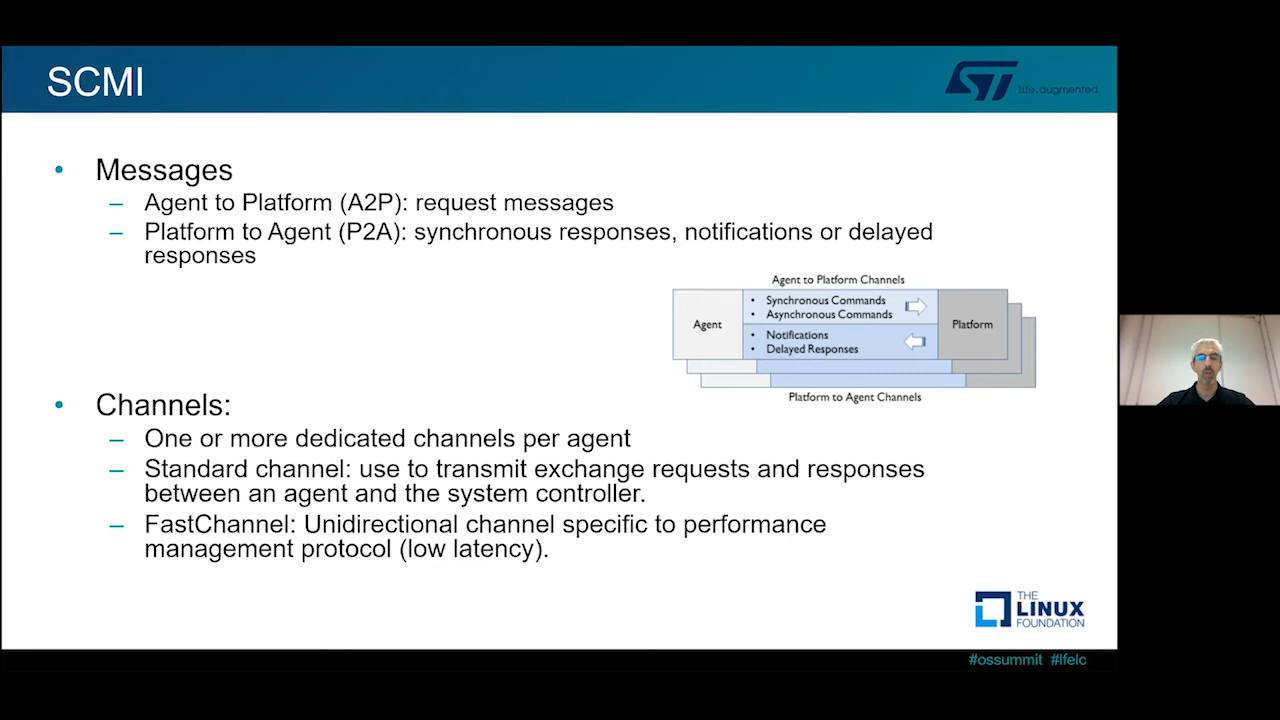 SCMI
ST life.augmented
• Messages
– Agent to Platform (A2P): request messages
– Platform to Agent (P2A): synchronous responses, notifications or delayed
responses
Agent to Platform Channels
Agent
• Synchronous Commands
• Asynchronous Commands
• Notifications
• Delayed Responses
Platform
Platform to Agent Channels
• Channels:
– One or more dedicated channels per agent
– Standard channel: use to transmit exchange requests and responses
between an agent and the system controller.
– FastChannel: Unidirectional channel specific to performance
management protocol (low latency).
THE
LINUX
FOUNDATION
#ossummit #lfelc